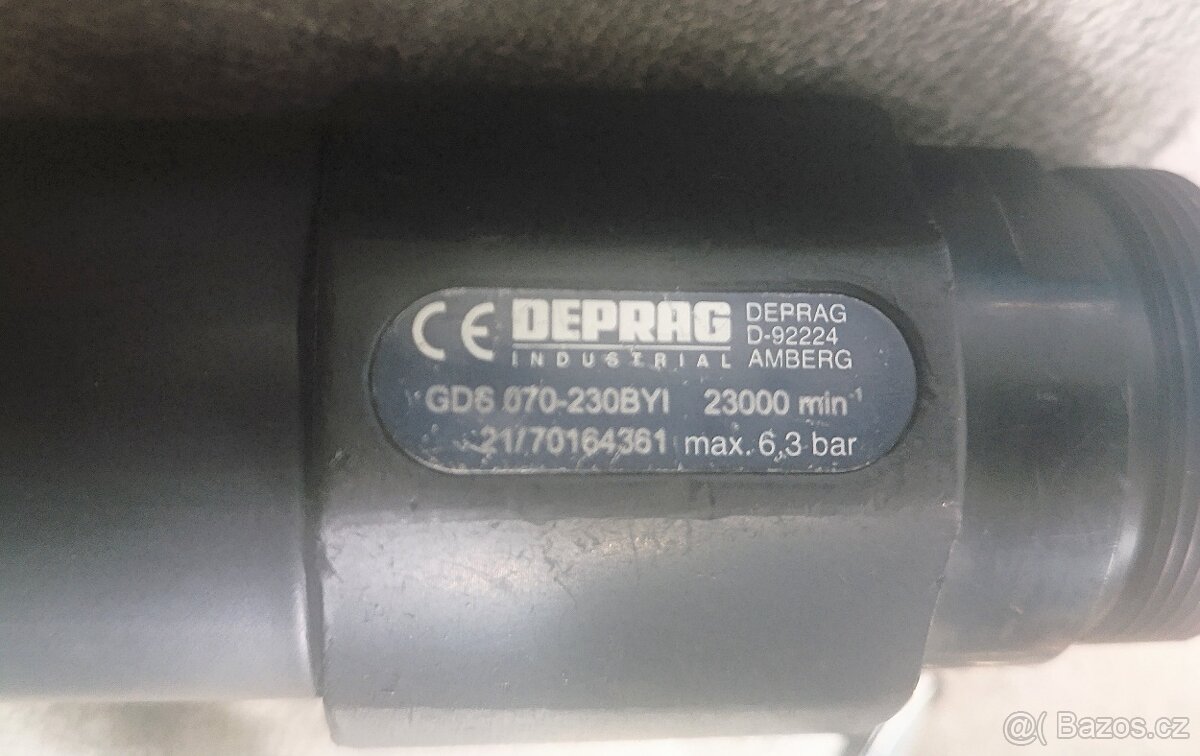 CE DEPRAG DEPRAG
INDUSTRIAL D-92224
AMBERG
GDS 070-230BYI 23000 min⁻¹
21/70164361 max. 6,3 bar
@( Bazos.cz